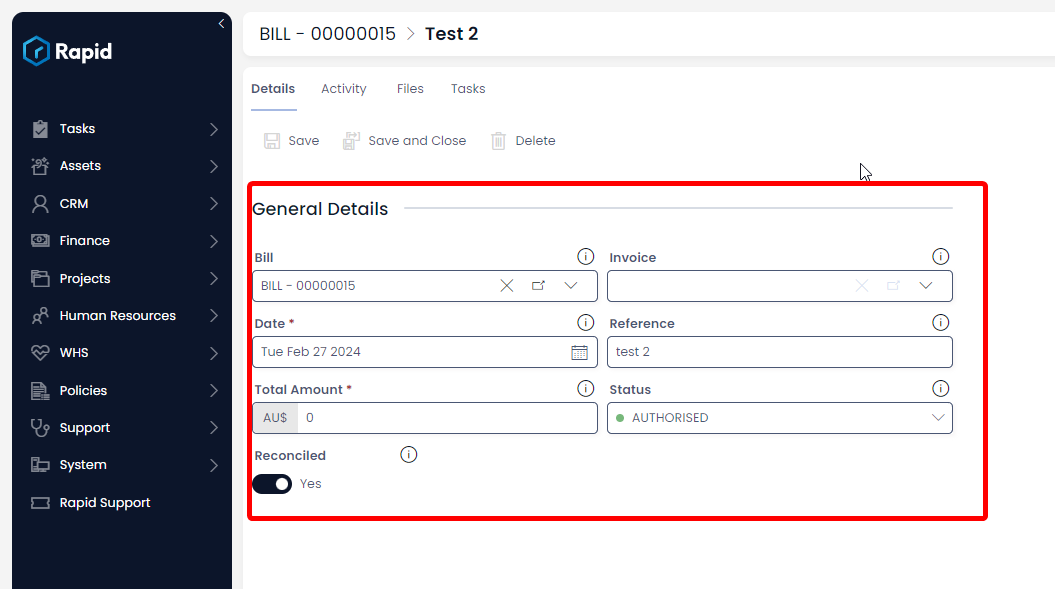 Rapid
Tasks
Assets
CRM
Finance
Projects
Human Resources
WHS
Policies
Support
System
Rapid Support
BILL - 00000015 > Test 2
Details Activity Files Tasks
Save Save and Close Delete
General Details
Bill Invoice
BILL - 00000015
Date * Reference
Tue Feb 27 2024 test 2
Total Amount * Status
AU$ 0 AUTHORISED
Reconciled
Yes